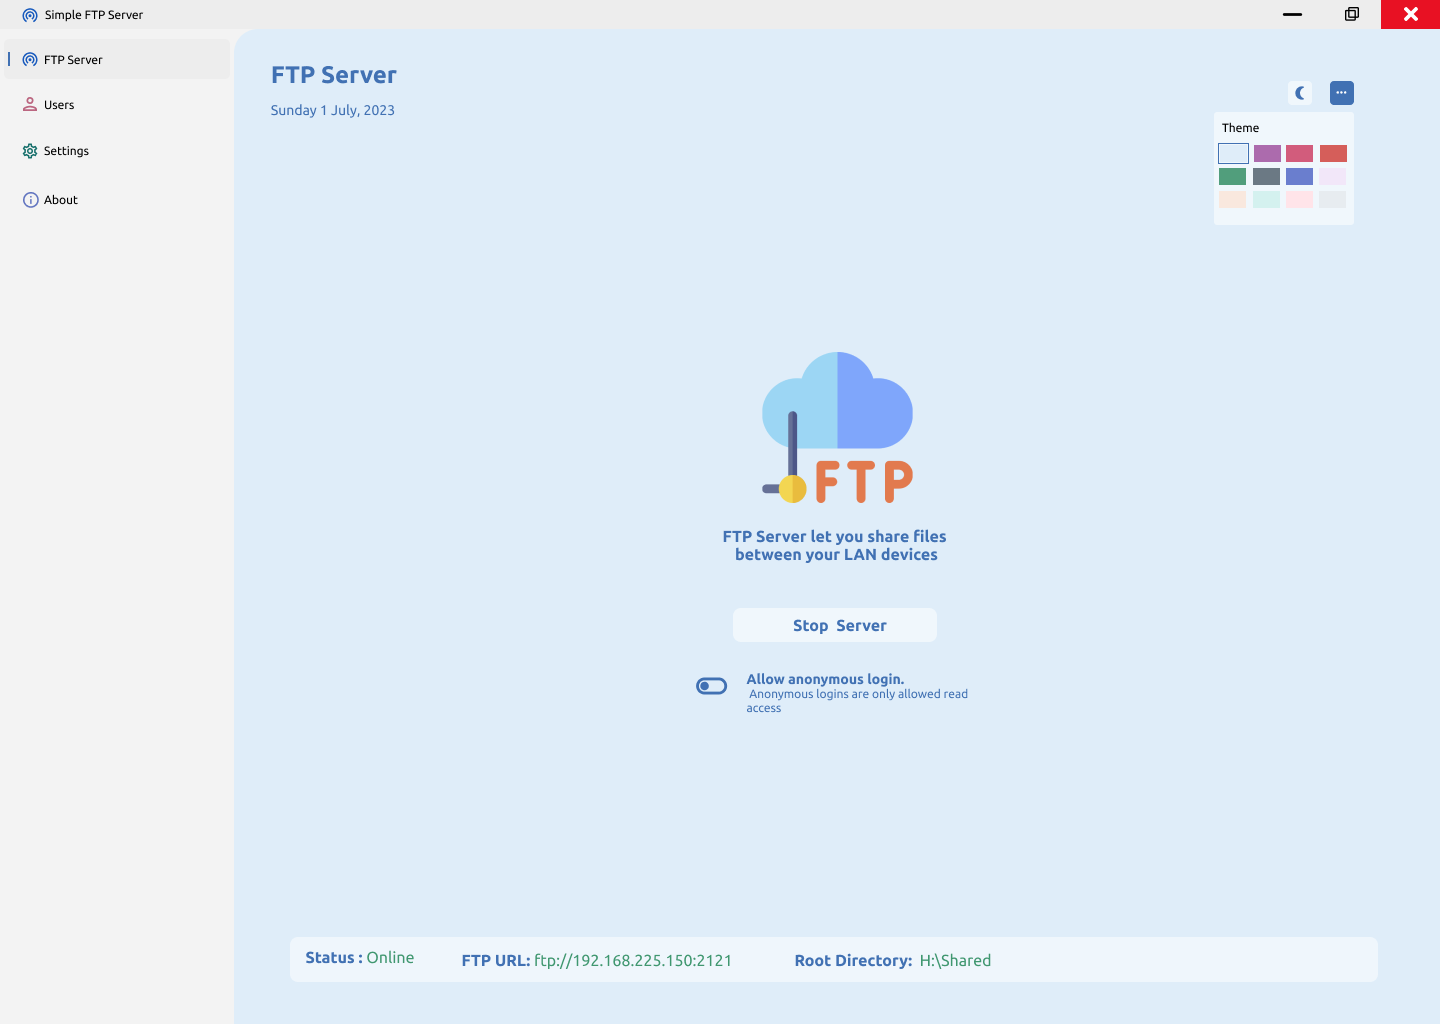 Simple FTP Server
FTP Server
Users
Settings
About
FTP Server
Sunday 1 July, 2023
Theme
FTP
FTP Server let you share files
between your LAN devices
Stop Server
Allow anonymous login.
Anonymous logins are only allowed read
access
Status : Online
FTP URL: ftp://192.168.225.150:2121
Root Directory: H:\Shared